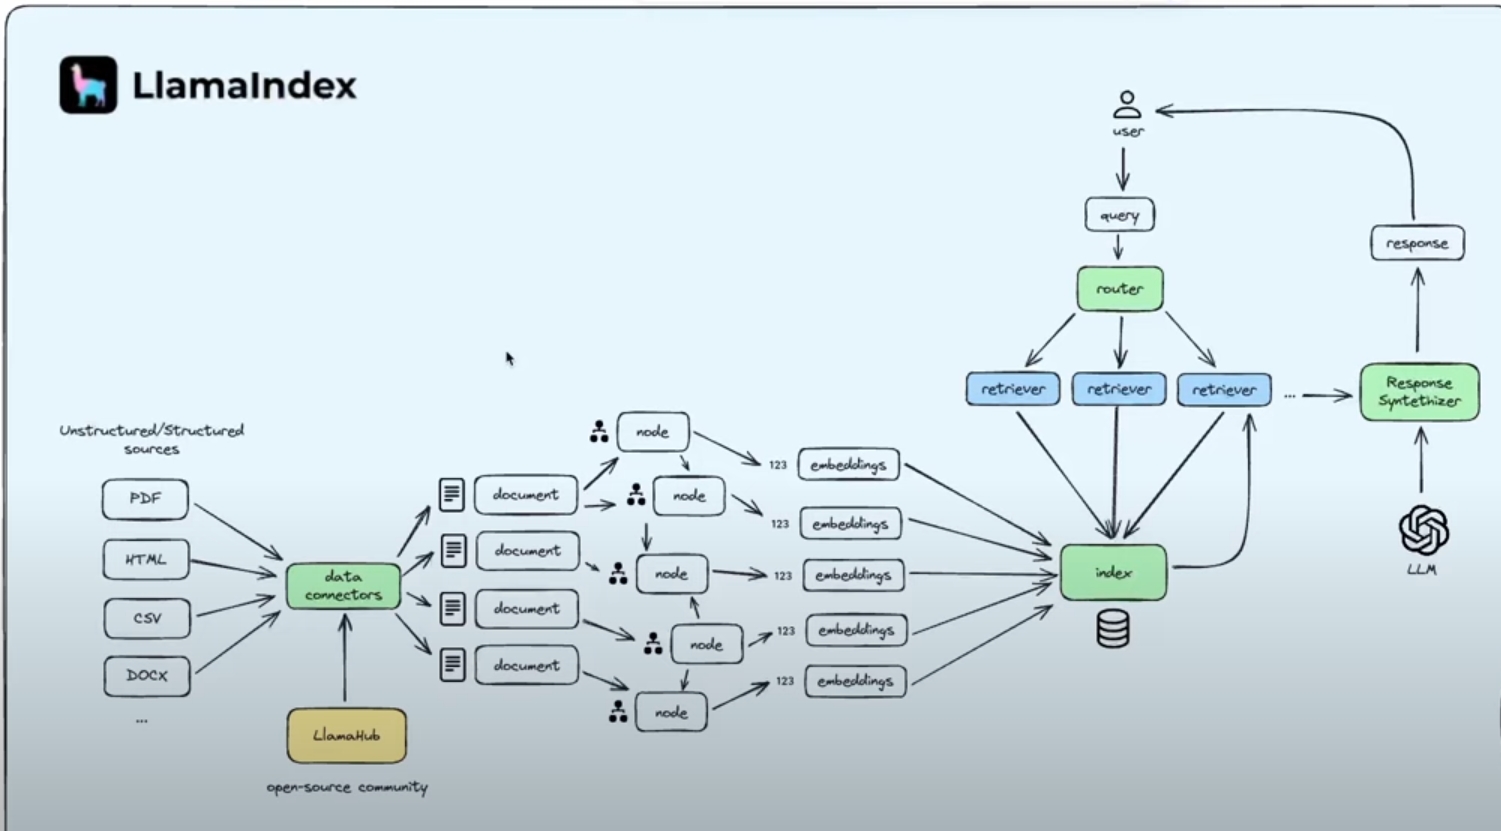 LlamaIndex
user
query
router
retriever
retriever
retriever
...
Response
Syntethizer
response
LLM
Unstructured/Structured
sources
PDF
HTML
CSV
DOCX
...
data
connectors
LlamaHub
open-source community
document
document
document
document
node
node
node
node
node
123
embeddings
123
embeddings
123
embeddings
123
embeddings
123
embeddings
index